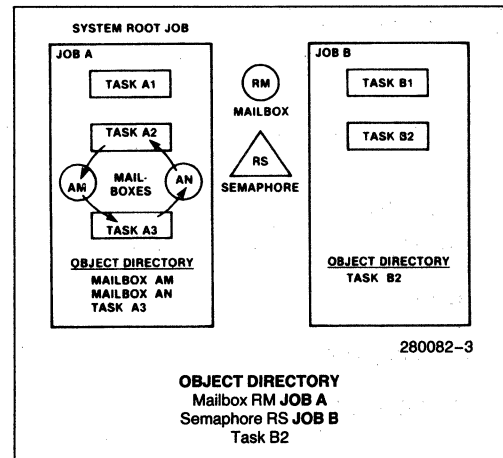 SYSTEM ROOT JOB
JOB A
TASK A1
TASK A2
AM
MAIL-
BOXES
AN
TASK A3
OBJECT DIRECTORY
MAILBOX AM
MAILBOX AN
TASK A3
RM
MAILBOX
RS
SEMAPHORE
JOB B
TASK B1
TASK B2
OBJECT DIRECTORY
TASK B2
280082-3
OBJECT DIRECTORY
Mailbox RM JOB A
Semaphore RS JOB B
Task B2